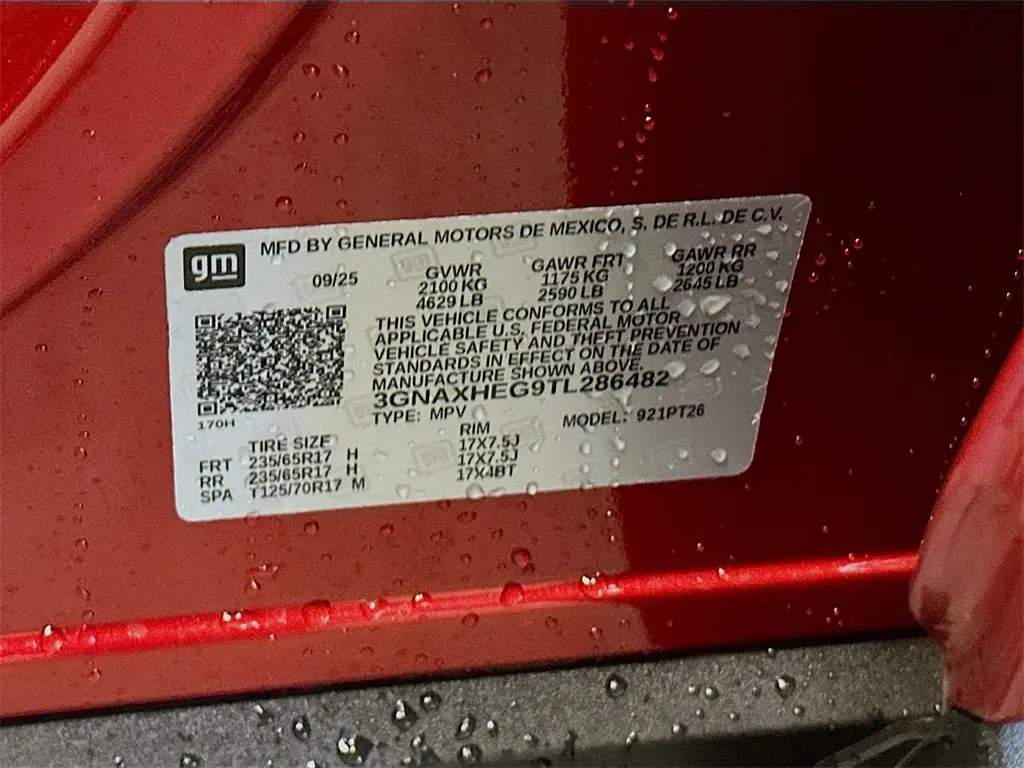 gm
MFD BY GENERAL MOTORS DE MEXICO, S. DE R.L. DE C.V.
09/25
GVWR GAWR FRT GAWR RR
2100 KG 1175 KG 1200 KG
4629 LB 2590 LB 2645 LB
THIS VEHICLE CONFORMS TO ALL
APPLICABLE U.S. FEDERAL MOTOR
VEHICLE SAFETY AND THEFT PREVENTION
STANDARDS IN EFFECT ON THE DATE OF
MANUFACTURE SHOWN ABOVE.
3GNAXHEG9TL286482
170H
TYPE: MPV MODEL: 921PT26
TIRE SIZE RIM
FRT 235/65R17 H 17X7.5J
RR 235/65R17 H 17X7.5J
SPA T125/70R17 M 17X4BT